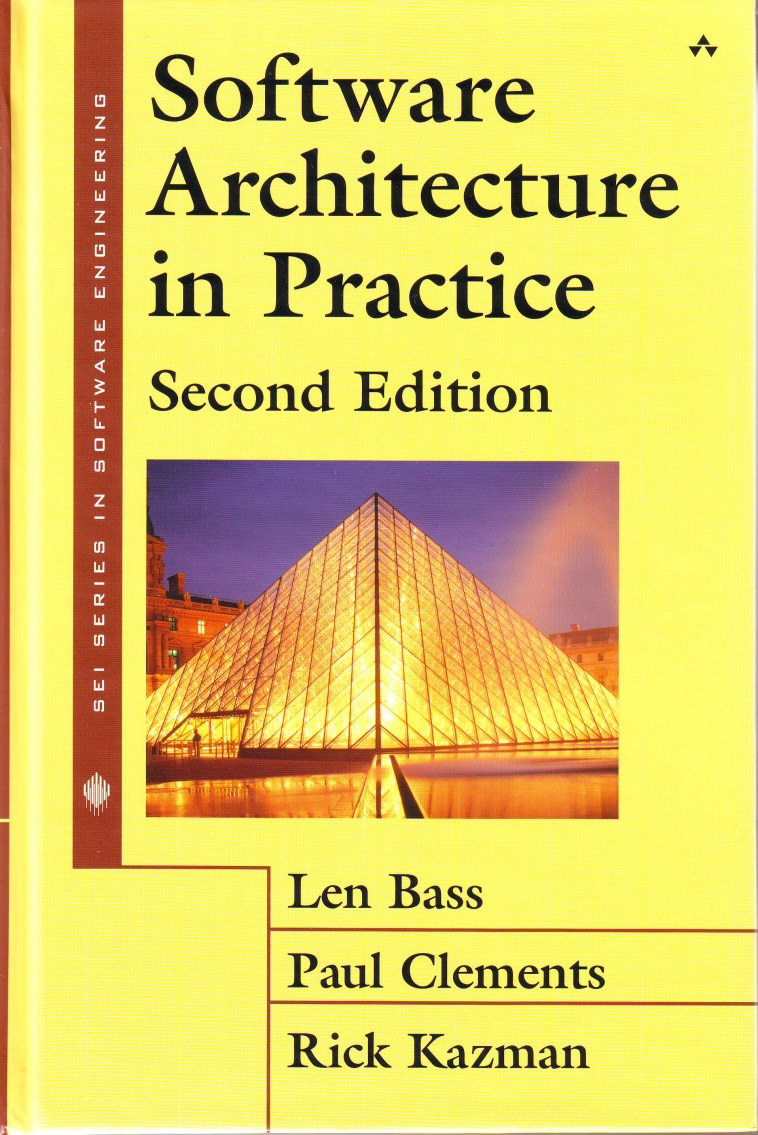 Software
Architecture
in Practice
Second Edition
SEI SERIES IN SOFTWARE ENGINEERING
Len Bass
Paul Clements
Rick Kazman